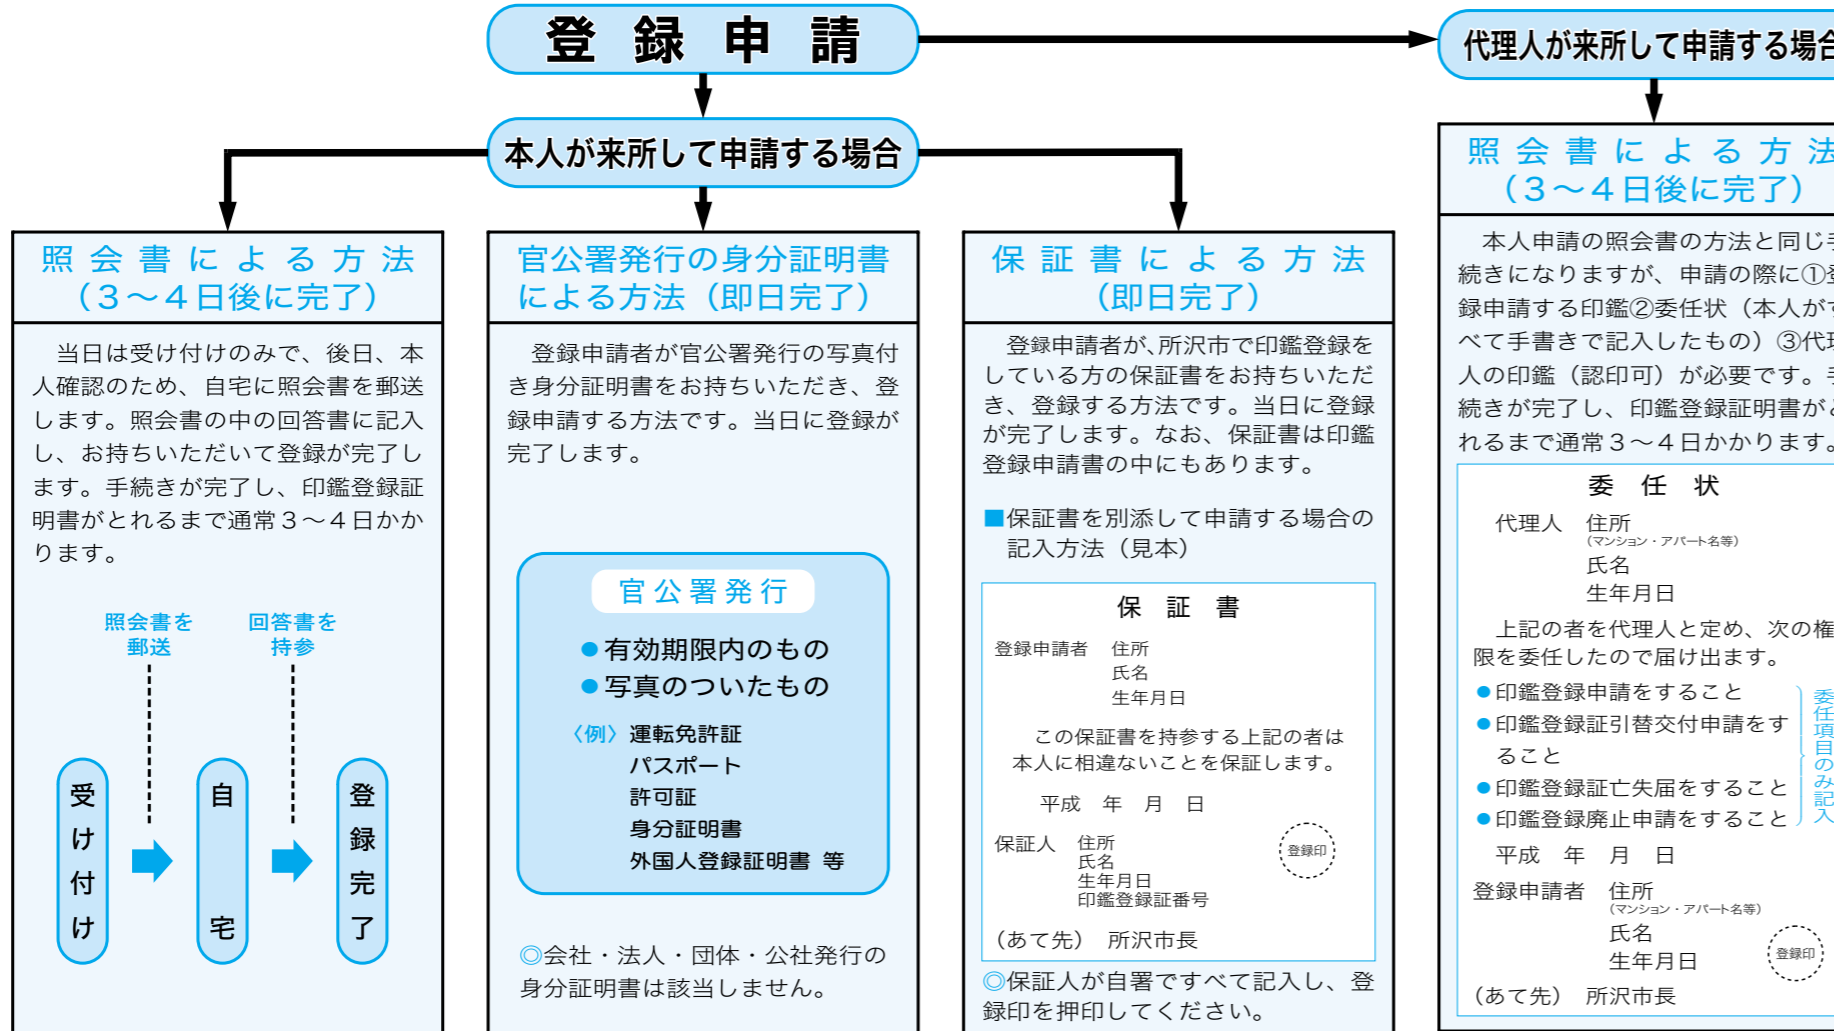 登録申請
代理人が来所して申請する場合
本人が来所して申請する場合
照会書による方法
（3～4日後に完了）
当日は受け付けのみで、後日、本
人確認のため、自宅に照会書を郵送
します。照会書の中の回答書に記入
し、お持ちいただいて登録が完了し
ます。手続きが完了し、印鑑登録証
明書がとれるまで通常３～４日かか
ります。
照会書を
郵送
回答書を
持参
受け付け
自宅
登録完了
官公署発行の身分証明書
による方法（即日完了）
登録申請者が官公署発行の写真付
き身分証明書をお持ちいただき、登
録申請する方法です。当日に登録が
完了します。
官公署発行
●有効期限内のもの
●写真のついたもの
〈例〉運転免許証
パスポート
許可証
身分証明書
外国人登録証明書 等
◎会社・法人・団体・公社発行の
身分証明書は該当しません。
保証書による方法
（即日完了）
登録申請者が、所沢市で印鑑登録を
している方の保証書をお持ちいただ
き、登録する方法です。当日に登録
が完了します。なお、保証書は印鑑
登録申請書の中にもあります。
■保証書を別添して申請する場合の
記入方法（見本）
保証書
登録申請者 住所
氏名
生年月日
この保証書を持参する上記の者は
本人に相違ないことを保証します。
平成 年 月 日
保証人 住所
氏名
生年月日
印鑑登録証番号
登録印
（あて先） 所沢市長
◎保証人が自署ですべて記入し、登
録印を押印してください。
照会書による方法
（3～4日後に完了）
本人申請の照会書の方法と同じ手
続きになりますが、申請の際に①登
録申請する印鑑②委任状（本人がす
べて手書きで記入したもの）③代理
人の印鑑（認印可）が必要です。手
続きが完了し、印鑑登録証明書がと
れるまで通常３～４日かかります。
委任状
代理人 住所
（マンション・アパート名等）
氏名
生年月日
上記の者を代理人と定め、次の権
限を委任したので届け出ます。
●印鑑登録申請をすること
●印鑑登録証引替交付申請をす
ること
●印鑑登録証亡失届をすること
●印鑑登録廃止申請をすること
委任項目のみ記入
平成 年 月 日
登録申請者 住所
（マンション・アパート名等）
氏名
生年月日
登録印
（あて先） 所沢市長